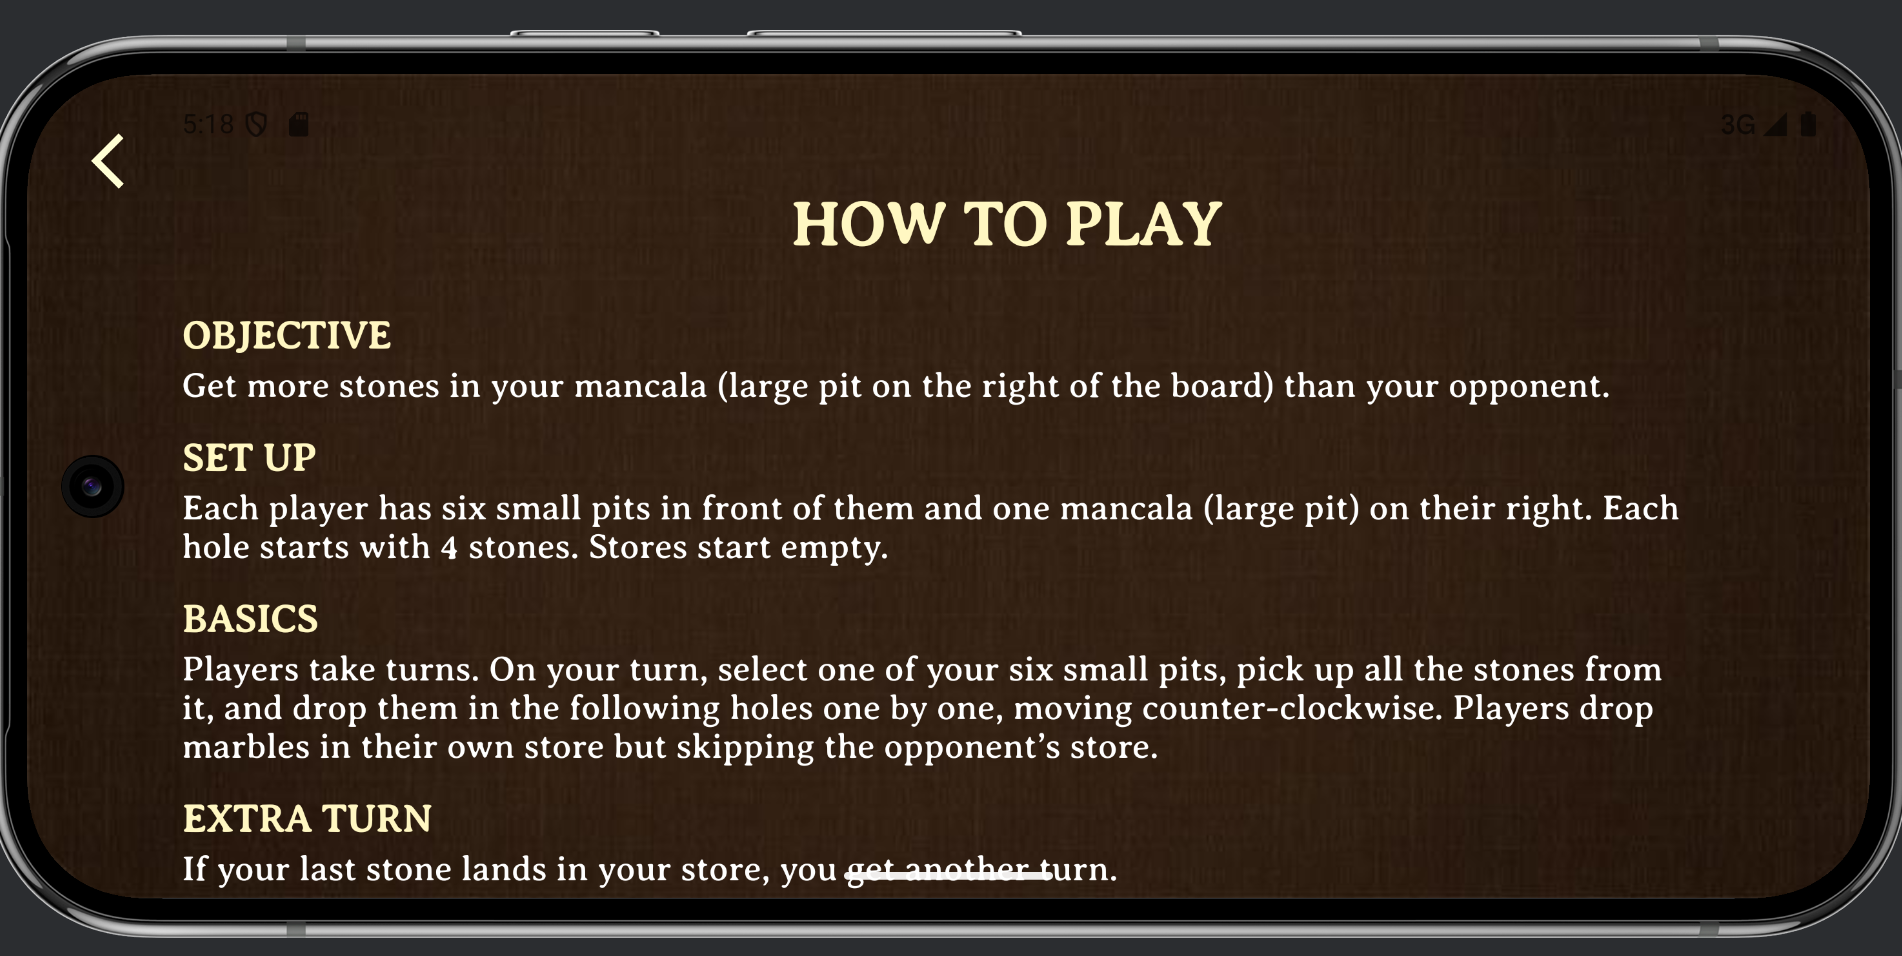 5:18 3G
HOW TO PLAY
OBJECTIVE
Get more stones in your mancala (large pit on the right of the board) than your opponent.
SET UP
Each player has six small pits in front of them and one mancala (large pit) on their right. Each
hole starts with 4 stones. Stores start empty.
BASICS
Players take turns. On your turn, select one of your six small pits, pick up all the stones from
it, and drop them in the following holes one by one, moving counter-clockwise. Players drop
marbles in their own store but skipping the opponent's store.
EXTRA TURN
If your last stone lands in your store, you get another turn.